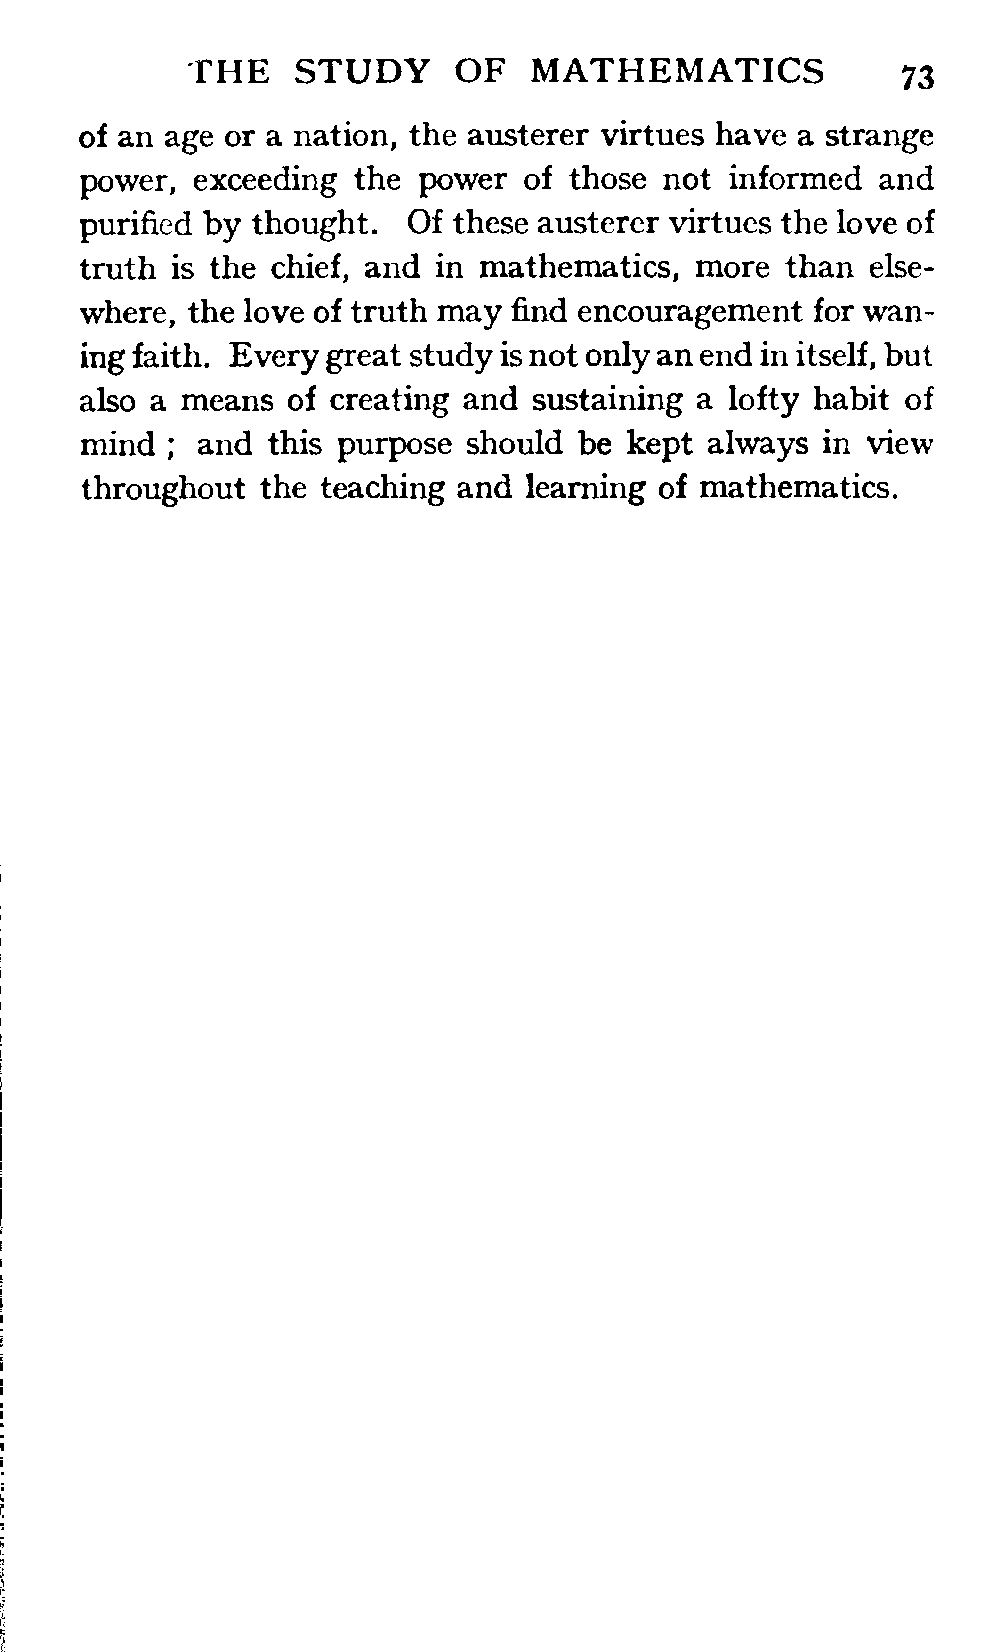 THE STUDY OF MATHEMATICS 73
of an age or a nation, the austerer virtues have a strange
power, exceeding the power of those not informed and
purified by thought. Of these austerer virtues the love of
truth is the chief, and in mathematics, more than else-
where, the love of truth may find encouragement for wan-
ing faith. Every great study is not only an end in itself, but
also a means of creating and sustaining a lofty habit of
mind ; and this purpose should be kept always in view
throughout the teaching and learning of mathematics.